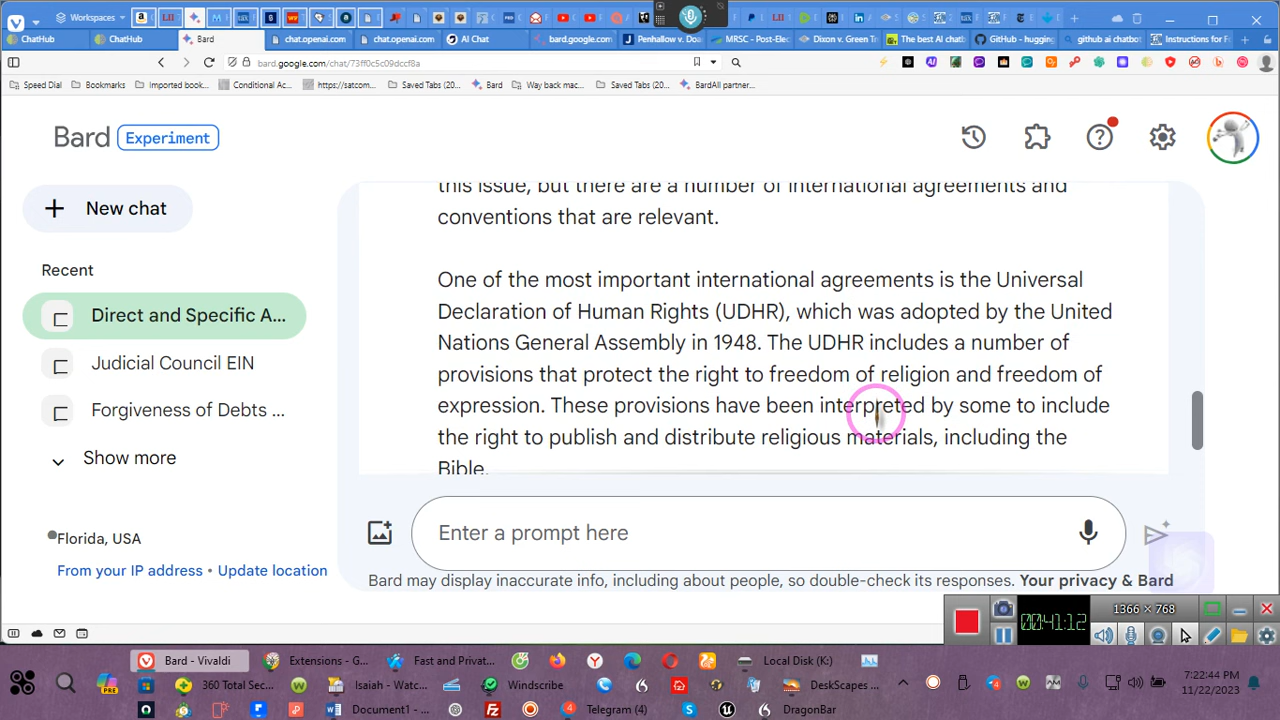 Workspaces
ChatHub
ChatHub
Bard
chat.openai.com
chat.openai.com
AI Chat
bard.google.com
Penhallow v. Doa
MRSC - Post-Elec
Dixon v. Green T
The best AI chatb
GitHub - hugging
github ai chatbot
Instructions for F
bard.google.com/chat/73ff0c5c09dccf8a
Speed Dial
Bookmarks
Imported book...
Conditional Ac...
https://satcom...
Saved Tabs (20...
Bard
Way back mac...
Saved Tabs (20...
BardAll partner...
Bard
Experiment
New chat
Recent
Direct and Specific A...
Judicial Council EIN
Forgiveness of Debts ...
Show more
Florida, USA
From your IP address • Update location
this issue, but there are a number of international agreements and
conventions that are relevant.
One of the most important international agreements is the Universal
Declaration of Human Rights (UDHR), which was adopted by the United
Nations General Assembly in 1948. The UDHR includes a number of
provisions that protect the right to freedom of religion and freedom of
expression. These provisions have been interpreted by some to include
the right to publish and distribute religious materials, including the
Bible.
Enter a prompt here
Bard may display inaccurate info, including about people, so double-check its responses. Your privacy & Bard
00:41:12
1366 × 768
Bard - Vivaldi
Extensions - G...
Fast and Privat...
Local Disk (K:)
360 Total Sec...
Isaiah - Watc...
Windscribe
DeskScapes ...
Document1 - ...
Telegram (4)
DragonBar
7:22:44 PM
11/22/2023